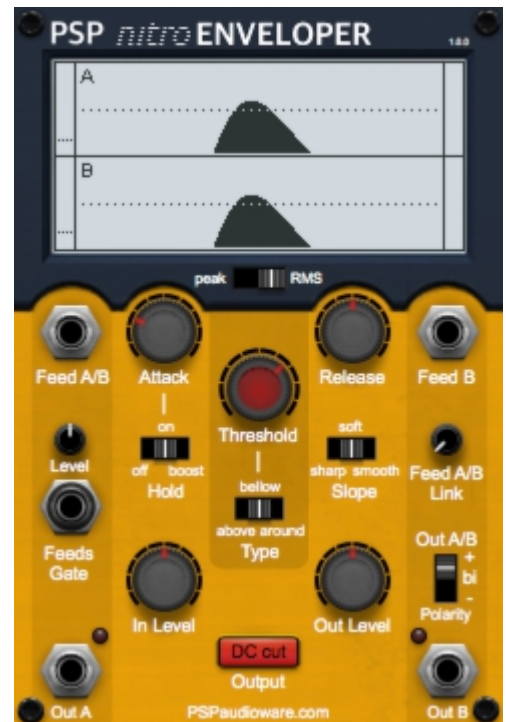 PSP nitro ENVELOPER
1.0.0
A
B
peak RMS
Feed A/B Attack Release Feed B
Threshold
on soft
Level off boost sharp smooth Feed A/B
Hold bellow Slope Link
above around
Feeds Type Out A/B
Gate +
bi
-
In Level Out Level Polarity
DC cut
Output
Out A PSPaudioware.com Out B